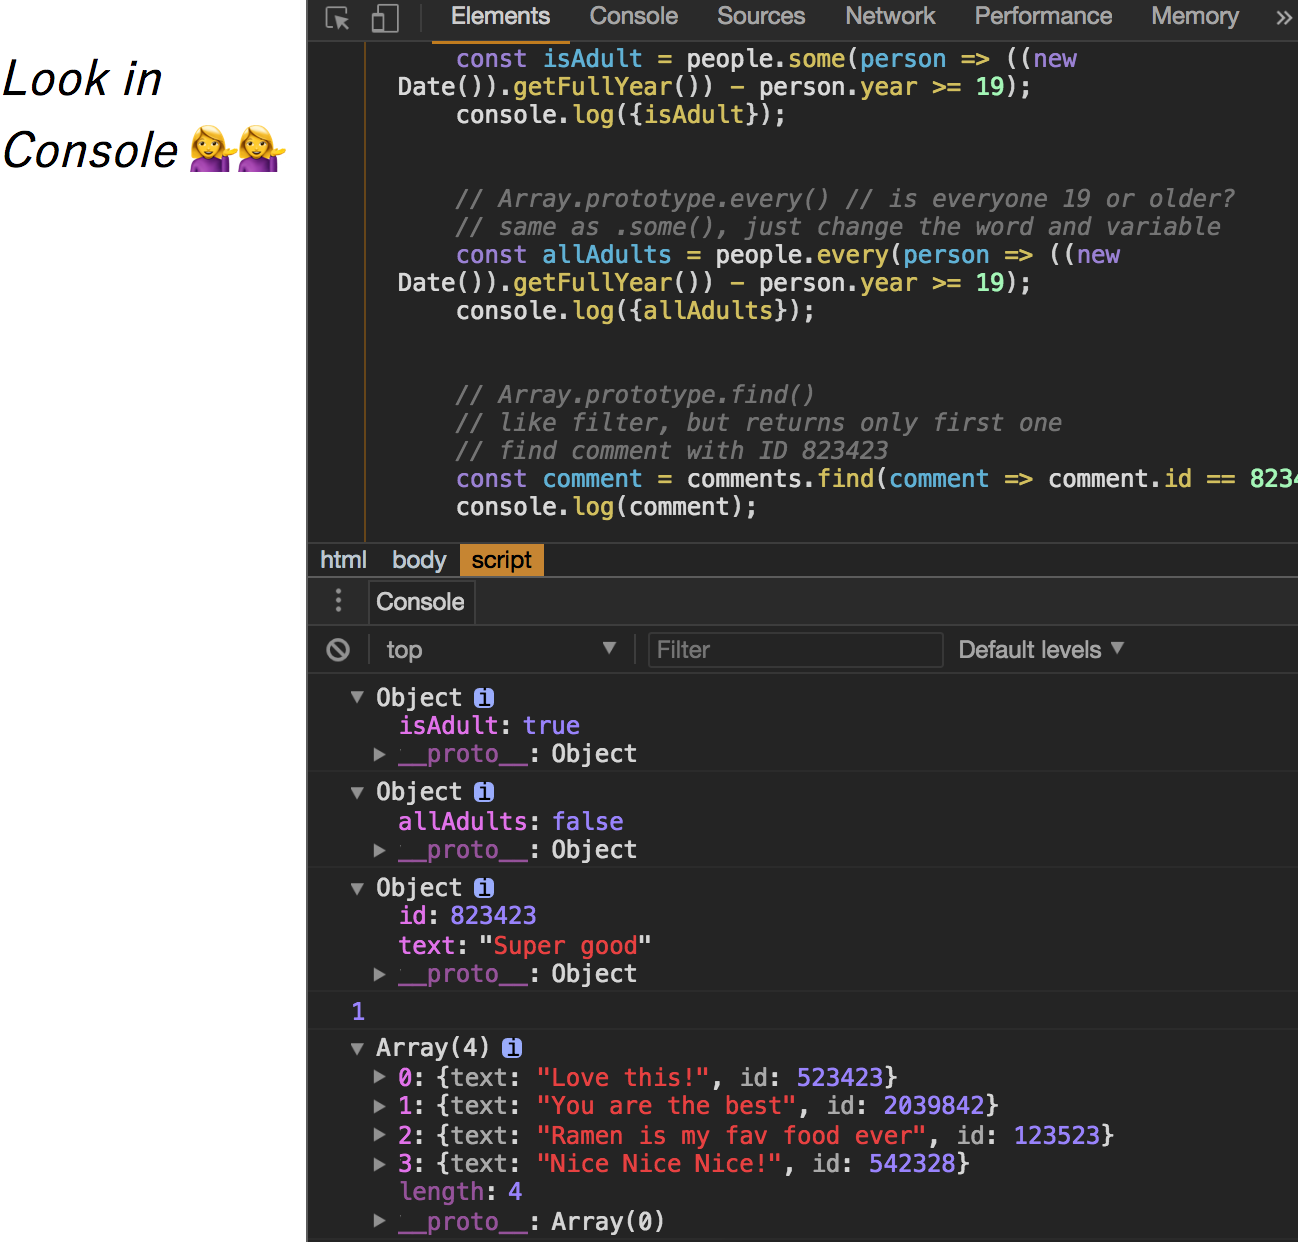 Look in
Console 💁💁
Elements Console Sources Network Performance Memory »
const isAdult = people.some(person => ((new
Date()).getFullYear()) - person.year >= 19);
console.log({isAdult});
// Array.prototype.every() // is everyone 19 or older?
// same as .some(), just change the word and variable
const allAdults = people.every(person => ((new
Date()).getFullYear()) - person.year >= 19);
console.log({allAdults});
// Array.prototype.find()
// like filter, but returns only first one
// find comment with ID 823423
const comment = comments.find(comment => comment.id == 8234
console.log(comment);
html body script
Console
top ▼ Filter Default levels ▼
▼ Object i
isAdult: true
▶ __proto__: Object
▼ Object i
allAdults: false
▶ __proto__: Object
▼ Object i
id: 823423
text: "Super good"
▶ __proto__: Object
1
▼ Array(4) i
▶ 0: {text: "Love this!", id: 523423}
▶ 1: {text: "You are the best", id: 2039842}
▶ 2: {text: "Ramen is my fav food ever", id: 123523}
▶ 3: {text: "Nice Nice Nice!", id: 542328}
length: 4
▶ __proto__: Array(0)